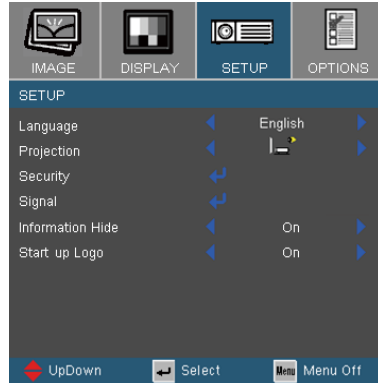 IMAGE DISPLAY SETUP OPTIONS
SETUP
Language English
Projection
Security
Signal
Information Hide On
Start up Logo On
UpDown Select Menu Menu Off